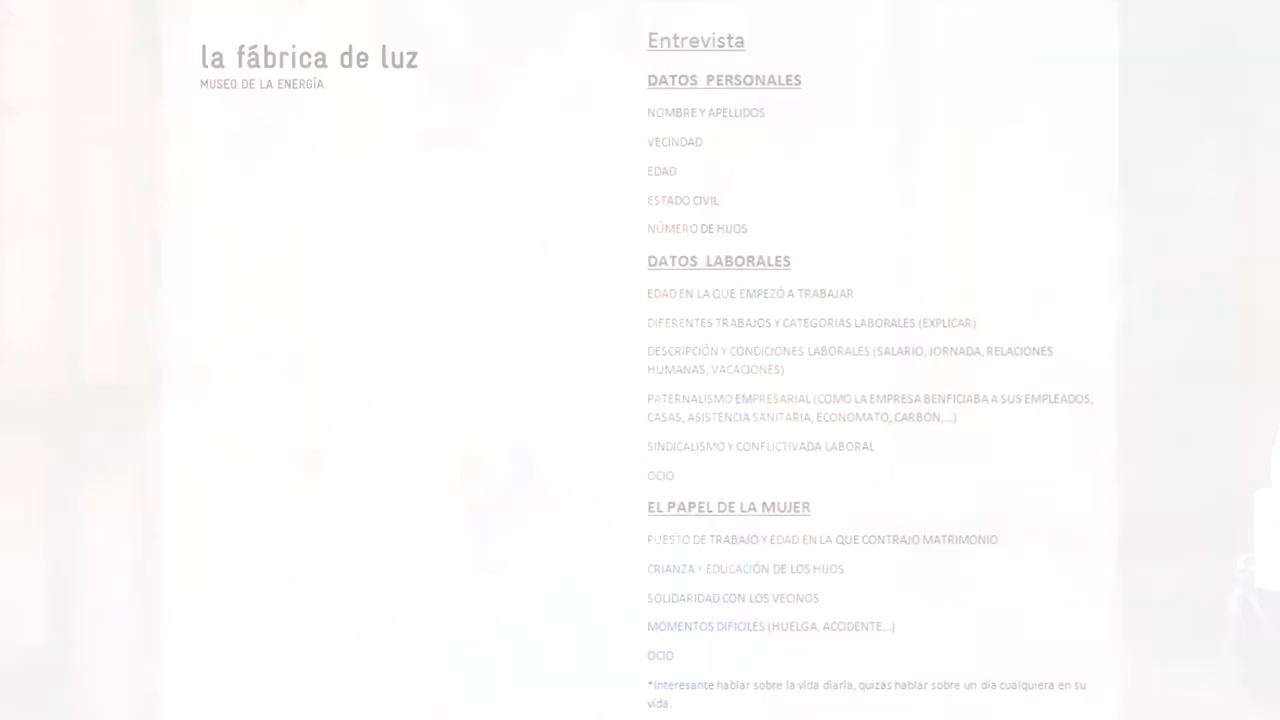 la fábrica de luz
MUSEO DE LA ENERGÍA
Entrevista
DATOS PERSONALES
NOMBRE Y APELLIDOS
VECINDAD
EDAD
ESTADO CIVIL
NÚMERO DE HIJOS
DATOS LABORALES
EDAD EN LA QUE EMPEZÓ A TRABAJAR
DIFERENTES TRABAJOS Y CATEGORIAS LABORALES (EXPLICAR)
DESCRIPCIÓN Y CONDICIONES LABORALES (SALARIO, JORNADA, RELACIONES
HUMANAS, VACACIONES)
PATERNALISMO EMPRESARIAL (COMO LA EMPRESA BENFICIABA A SUS EMPLEADOS,
CASAS, ASISTENCIA SANITARIA, ECONOMATO, CARBÓN,...)
SINDICALISMO Y CONFLICTIVADA LABORAL
OCIO
EL PAPEL DE LA MUJER
PUESTO DE TRABAJO Y EDAD EN LA QUE CONTRAJO MATRIMONIO
CRIANZA Y EDUCACIÓN DE LOS HIJOS
SOLIDARIDAD CON LOS VECINOS
MOMENTOS DIFICILES (HUELGA, ACCIDENTE...)
OCIO
*Interesante hablar sobre la vida diaria, quizás hablar sobre un día cualquiera en su
vida.